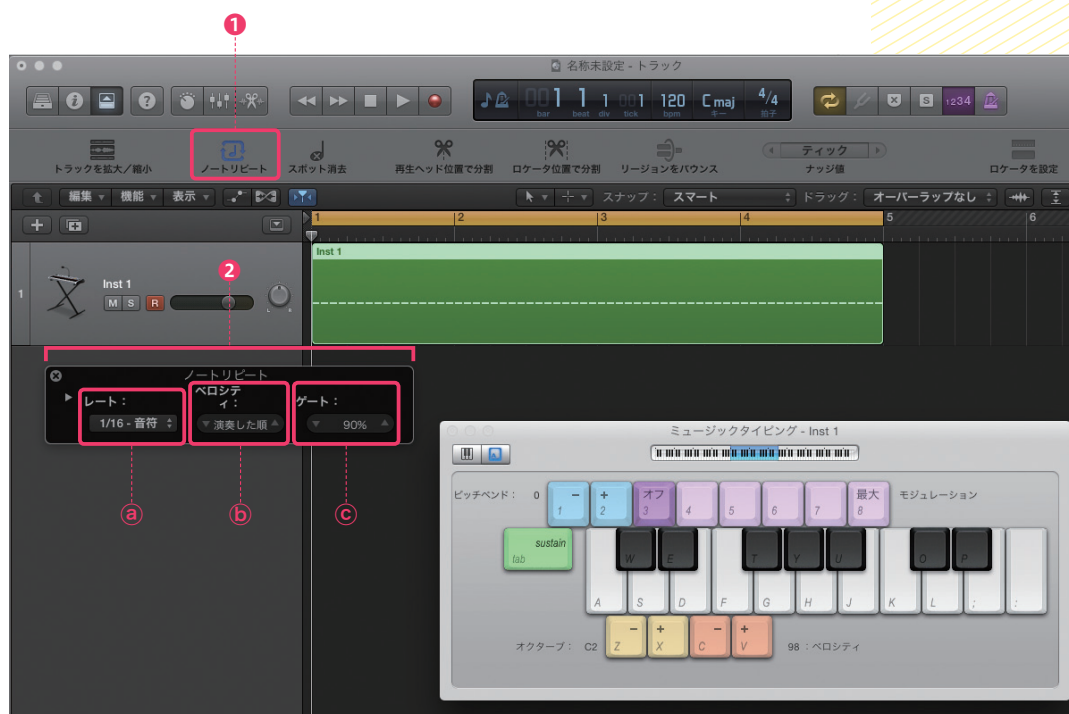 1
名称未設定 - トラック
001 1 1 001 120 C maj 4/4
bar beat div tick bpm キー 拍子
S 1234
トラックを拡大/縮小 ノートリピート スポット消去 再生ヘッド位置で分割 ロケータ位置で分割 リージョンをバウンス ティック ナッジ値 ロケータを設定
編集 機能 表示 スナップ： スマート ドラッグ： オーバーラップなし
1 2 3 4 5 6
Inst 1
2
1 Inst 1
M S R L R
ノートリピート
レート： ベロシティ： ゲート：
1/16 - 音符 演奏した順 90%
a b c
ミュージックタイピング - Inst 1
ピッチベンド： 0 − + オフ 最大 モジュレーション
1 2 3 4 5 6 7 8
sustain
tab W E T Y U O P
A S D F G H J K L ; :
− + − +
オクターブ： C2 Z X C V 98 ：ベロシティ